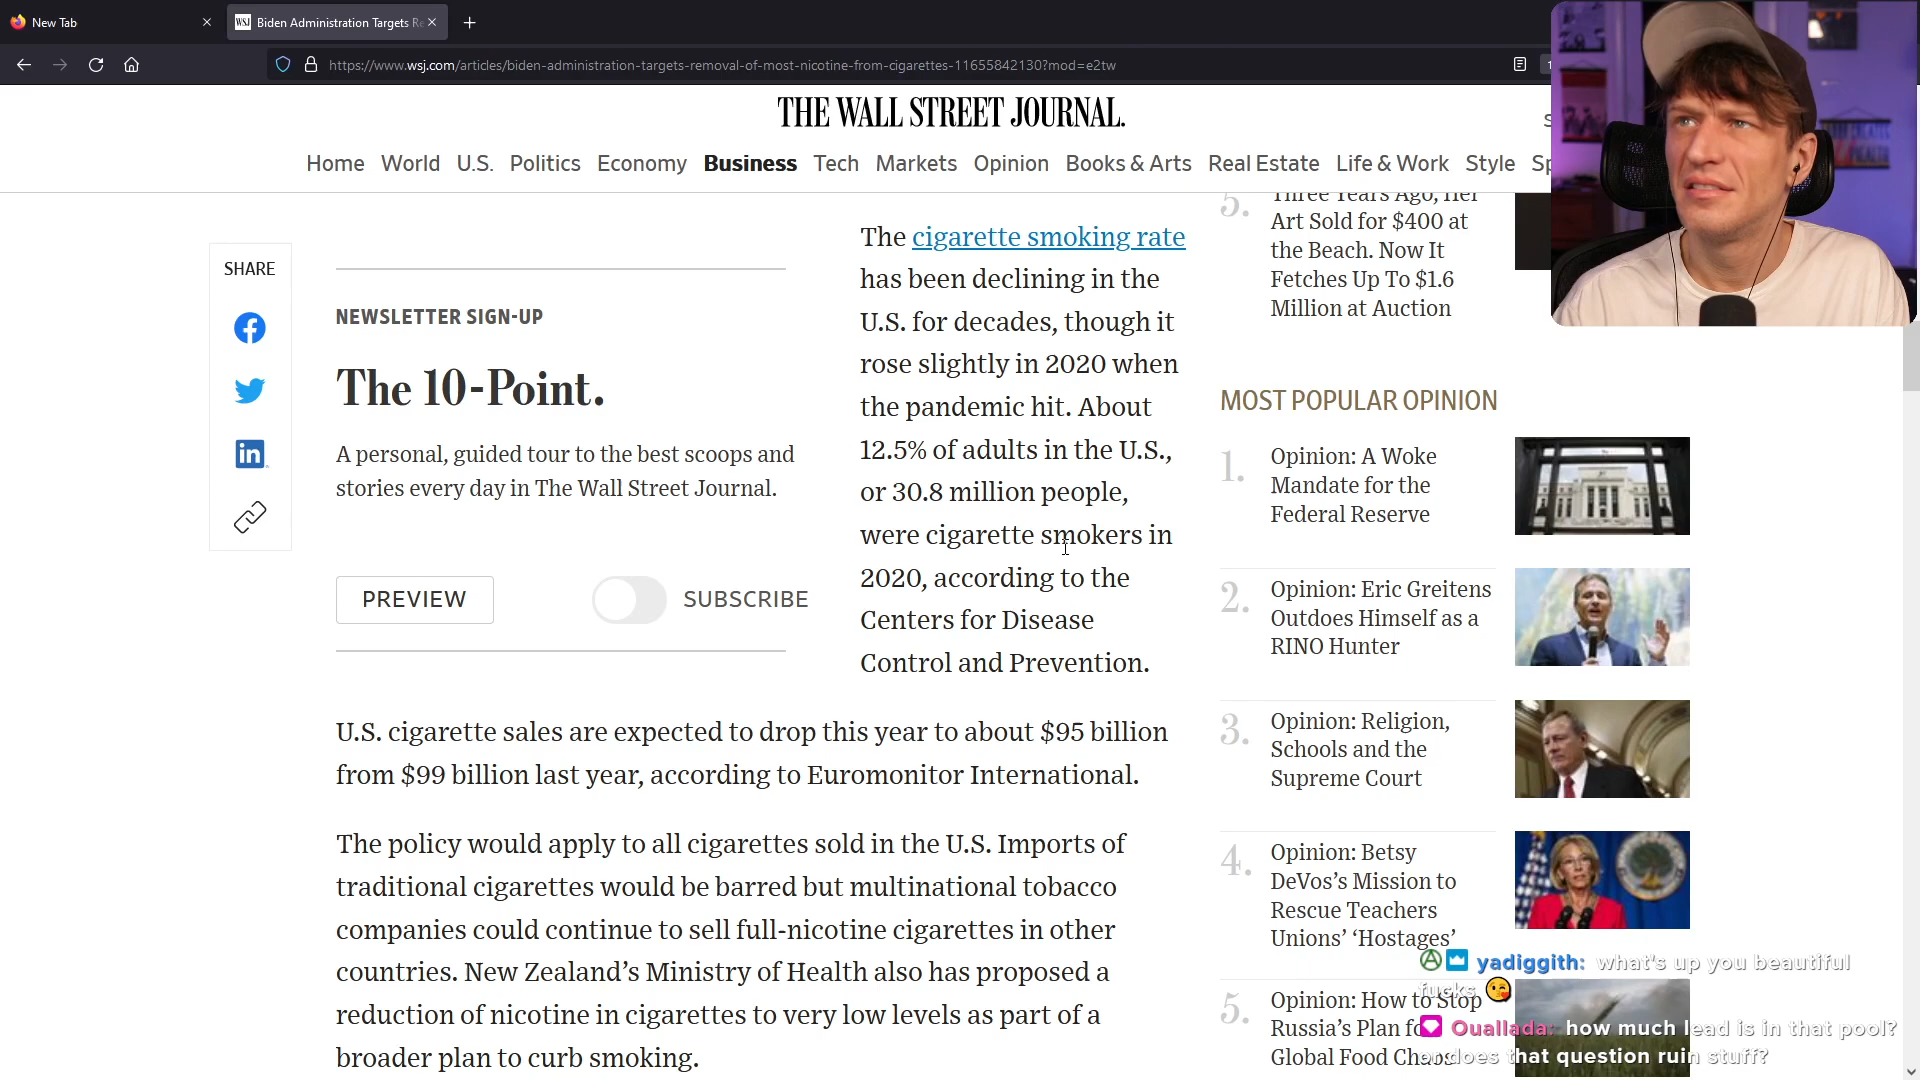 New Tab
WSJ Biden Administration Targets Re
https://www.wsj.com/articles/biden-administration-targets-removal-of-most-nicotine-from-cigarettes-11655842130?mod=e2tw
THE WALL STREET JOURNAL.
Home World U.S. Politics Economy Business Tech Markets Opinion Books & Arts Real Estate Life & Work Style Sp
SHARE
NEWSLETTER SIGN-UP
The 10-Point.
A personal, guided tour to the best scoops and
stories every day in The Wall Street Journal.
PREVIEW
SUBSCRIBE
The cigarette smoking rate
has been declining in the
U.S. for decades, though it
rose slightly in 2020 when
the pandemic hit. About
12.5% of adults in the U.S.,
or 30.8 million people,
were cigarette smokers in
2020, according to the
Centers for Disease
Control and Prevention.
U.S. cigarette sales are expected to drop this year to about $95 billion
from $99 billion last year, according to Euromonitor International.
The policy would apply to all cigarettes sold in the U.S. Imports of
traditional cigarettes would be barred but multinational tobacco
companies could continue to sell full-nicotine cigarettes in other
countries. New Zealand’s Ministry of Health also has proposed a
reduction of nicotine in cigarettes to very low levels as part of a
broader plan to curb smoking.
5. Three Years Ago, Her
Art Sold for $400 at
the Beach. Now It
Fetches Up To $1.6
Million at Auction
MOST POPULAR OPINION
1. Opinion: A Woke
Mandate for the
Federal Reserve
2. Opinion: Eric Greitens
Outdoes Himself as a
RINO Hunter
3. Opinion: Religion,
Schools and the
Supreme Court
4. Opinion: Betsy
DeVos’s Mission to
Rescue Teachers
Unions’ ‘Hostages’
5. Opinion: How to Stop
Russia’s Plan fo
Global Food Chaos
yadiggith: what's up you beautiful
fucks 😘
Ouallada: how much lead is in that pool?
or does that question ruin stuff?